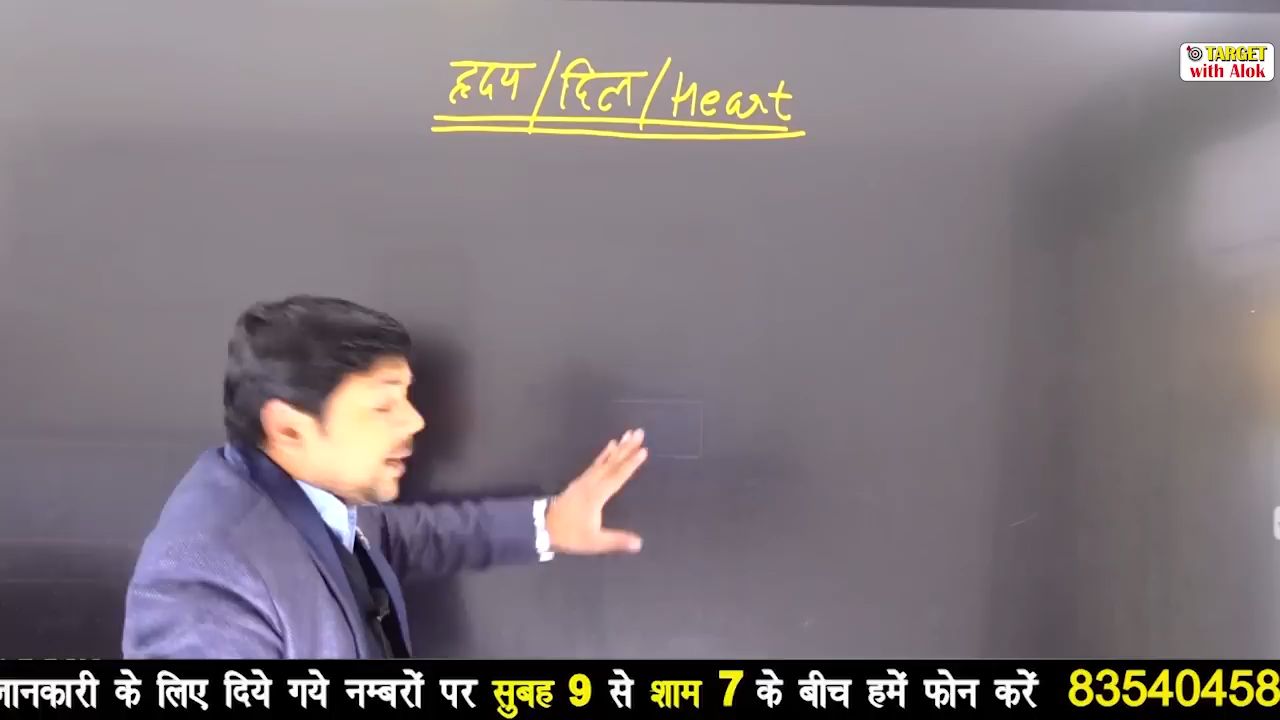 TARGET
with Alok
हृदय/दिल/Heart
जानकारी के लिए दिये गये नम्बरों पर सुबह 9 से शाम 7 के बीच हमें फोन करें 83540458